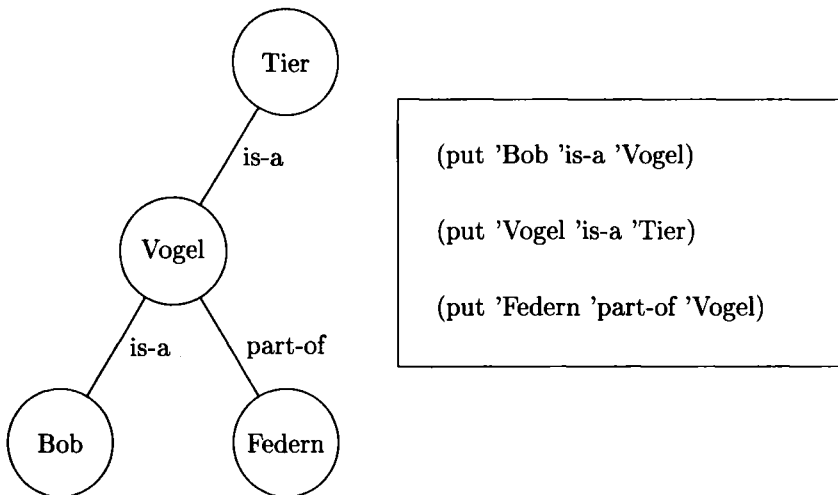 Tier
is-a
Vogel
is-a
part-of
Bob
Federn
(put ’Bob ’is-a ’Vogel)
(put ’Vogel ’is-a ’Tier)
(put ’Federn ’part-of ’Vogel)